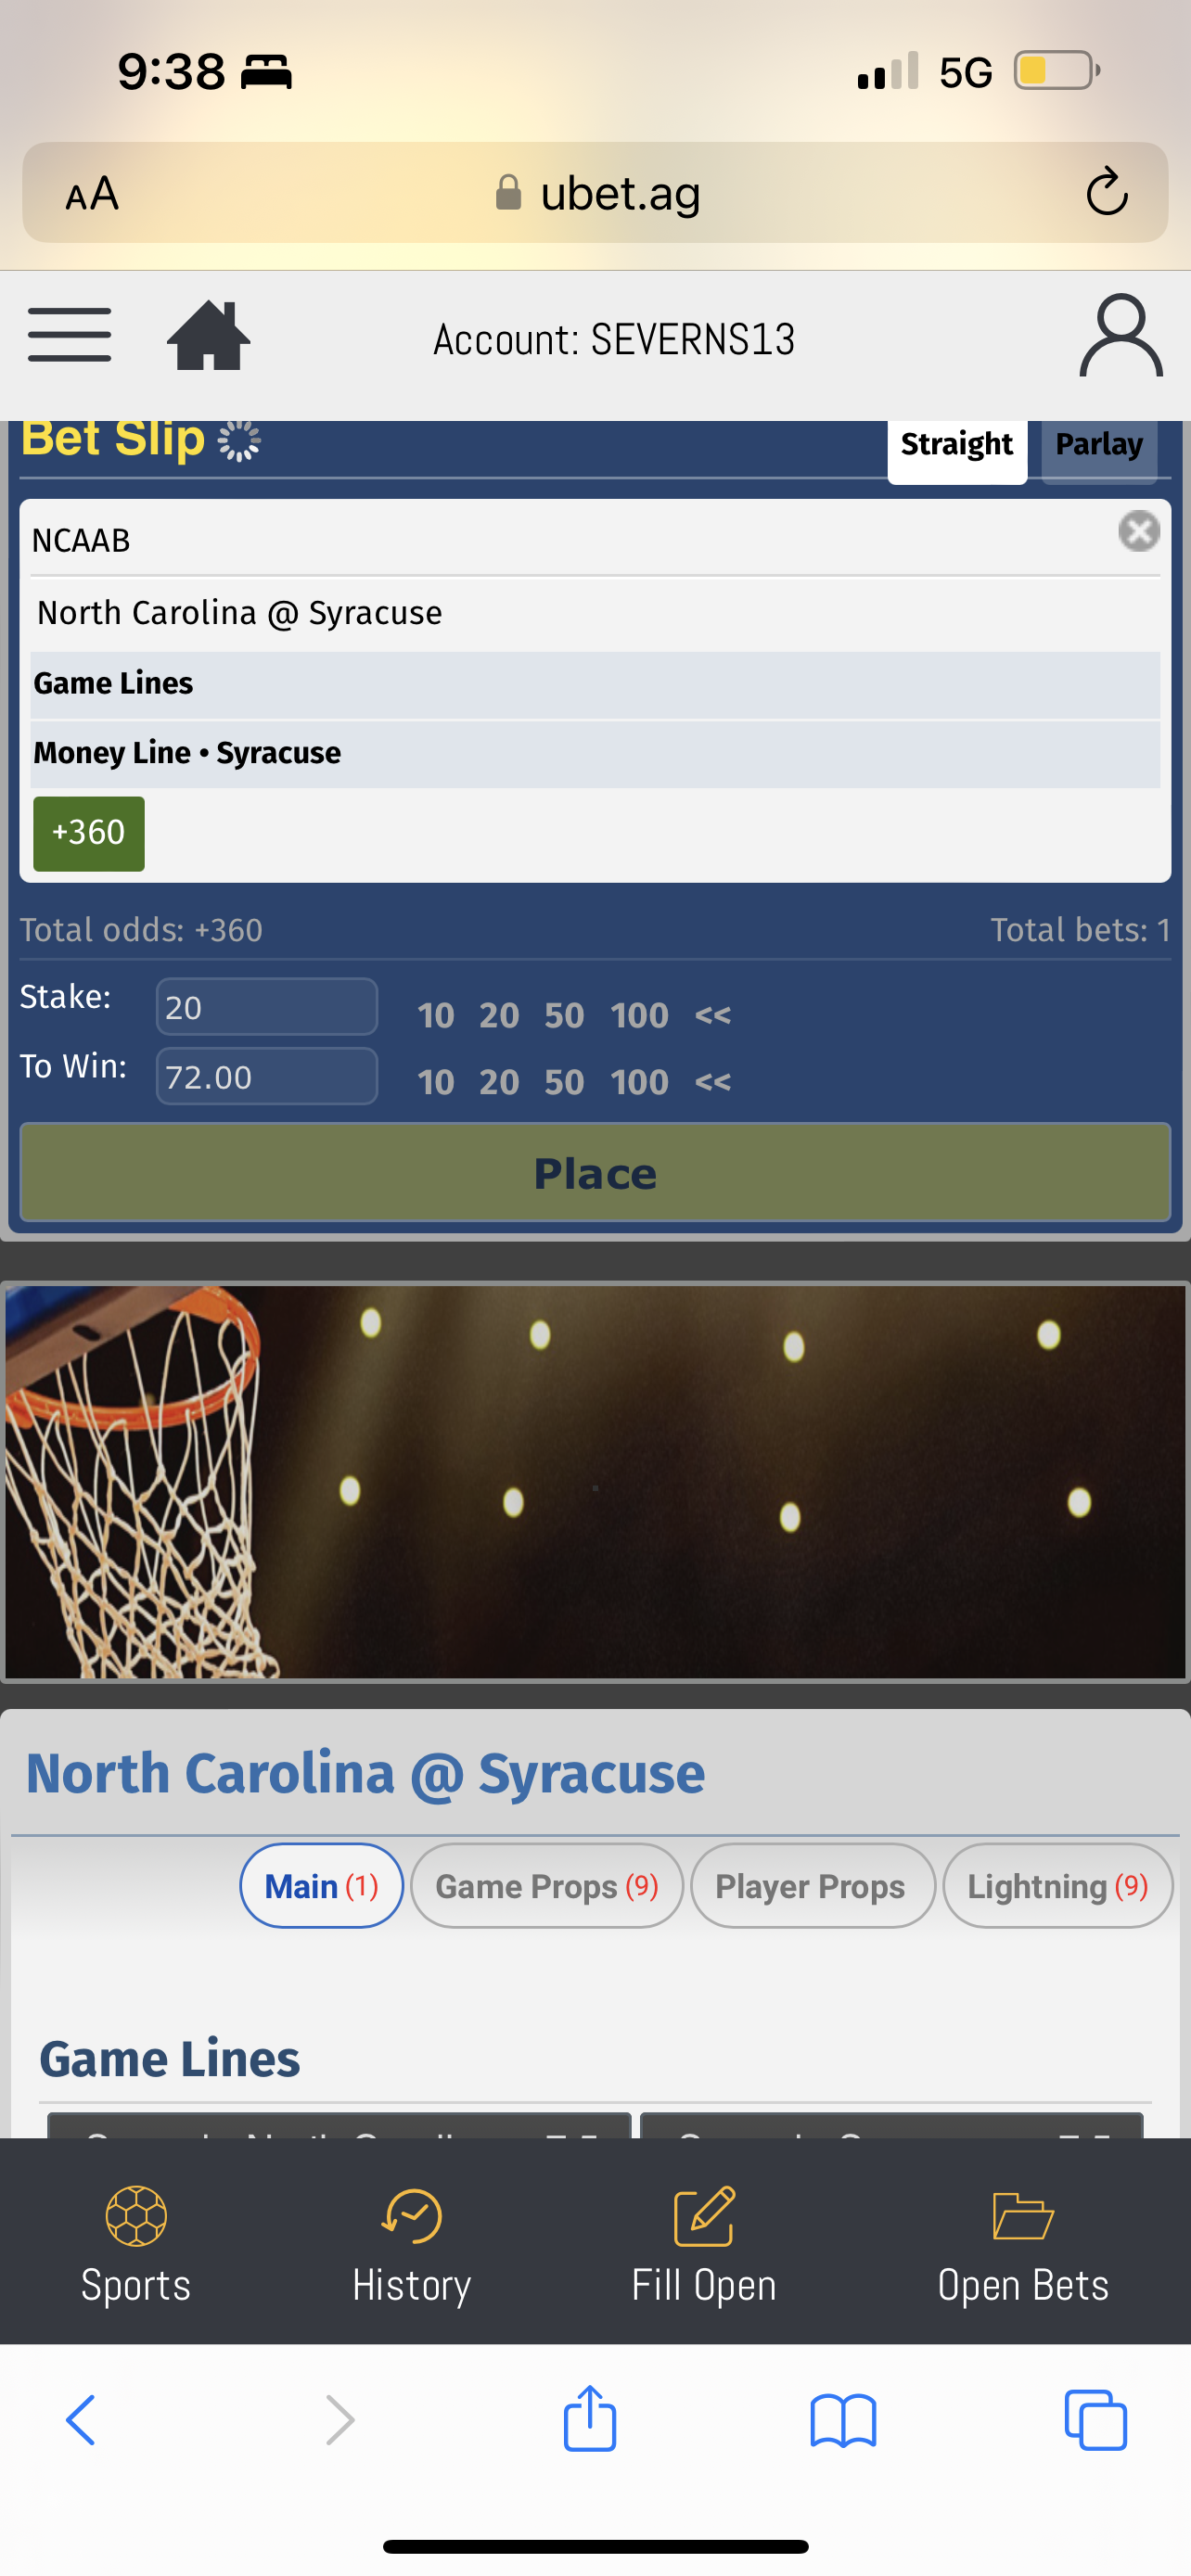 9:38
5G
AA
ubet.ag
Account: SEVERNS13
Bet Slip
Straight
Parlay
NCAAB
North Carolina @ Syracuse
Game Lines
Money Line • Syracuse
+360
Total odds: +360
Total bets: 1
Stake:
20
10 20 50 100 <<
To Win:
72.00
10 20 50 100 <<
Place
North Carolina @ Syracuse
Main (1)
Game Props (9)
Player Props
Lightning (9)
Game Lines
Sports
History
Fill Open
Open Bets